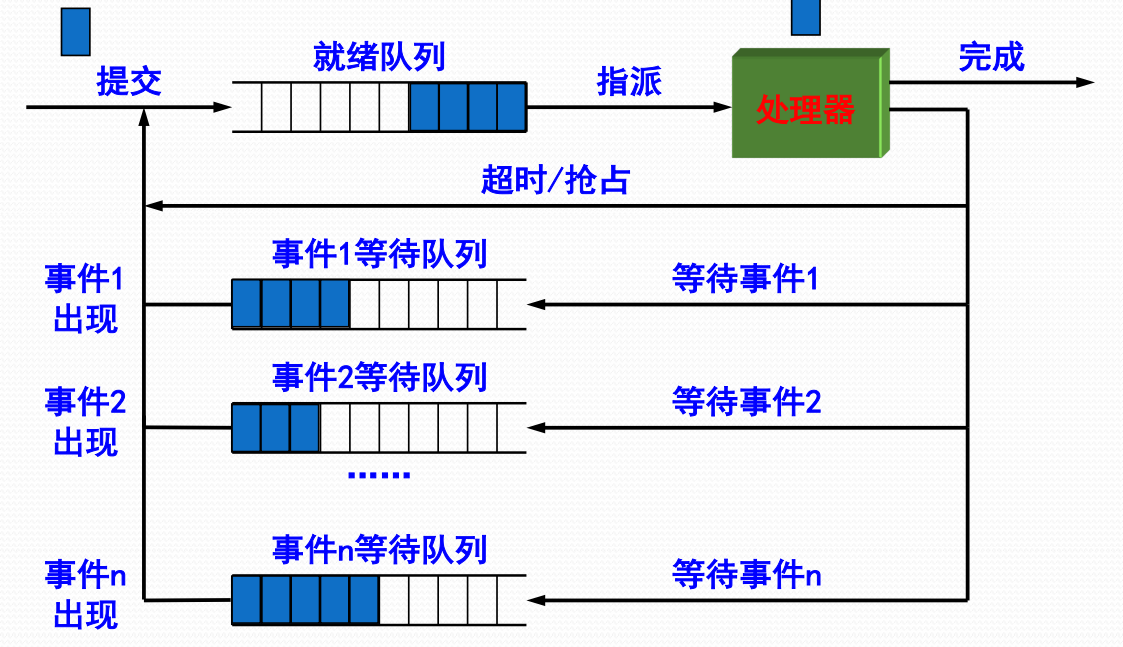 就绪队列
完成
提交
指派
处理器
超时/抢占
事件1等待队列
事件1
出现
等待事件1
事件2等待队列
事件2
出现
等待事件2
......
事件n等待队列
事件n
出现
等待事件n